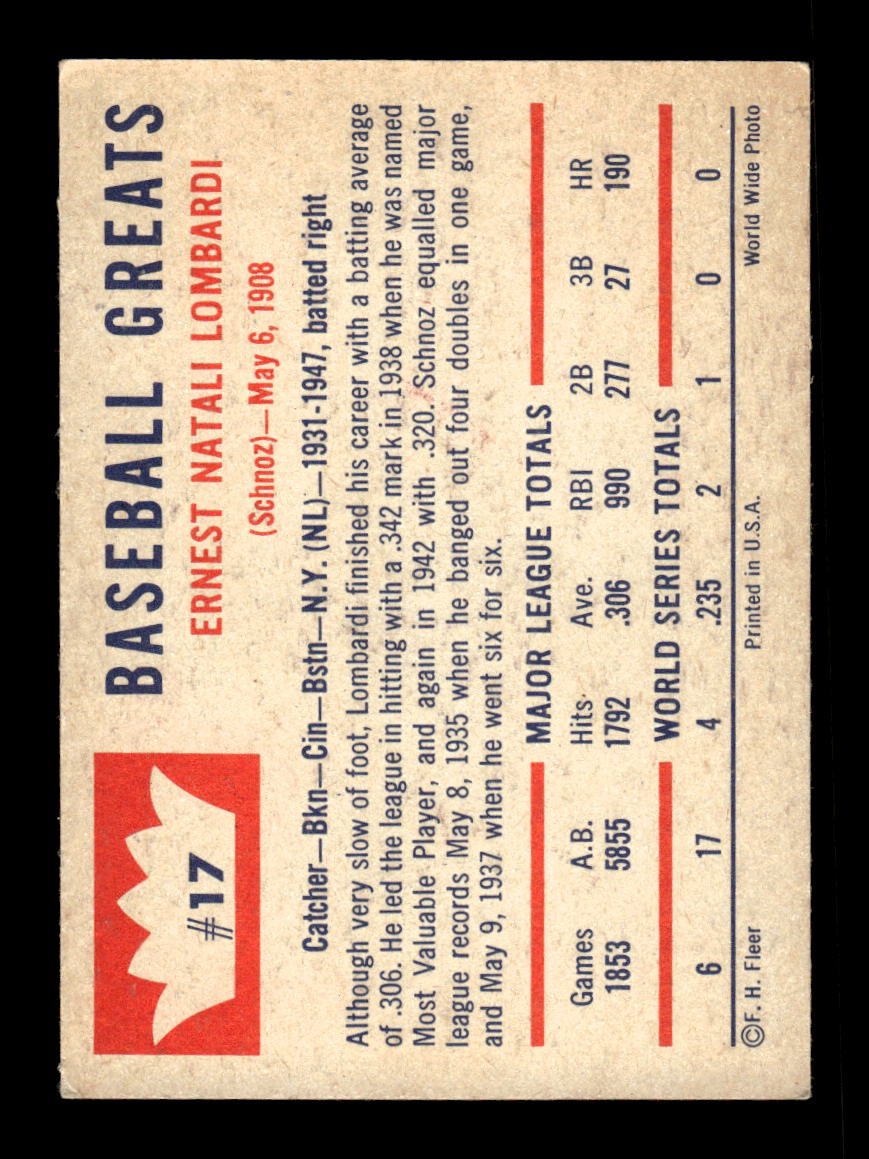 #17
BASEBALL GREATS
ERNEST NATALI LOMBARDI
(Schnoz)—May 6, 1908
Catcher—Bkn—Cin—Bstn—N.Y. (NL)—1931-1947, batted right
Although very slow of foot, Lombardi finished his career with a batting average
of .306. He led the league in hitting with a .342 mark in 1938 when he was named
Most Valuable Player, and again in 1942 with .320. Schnoz equalled major
league records May 8, 1935 when he banged out four doubles in one game,
and May 9, 1937 when he went six for six.
MAJOR LEAGUE TOTALS
Games A.B. Hits Ave. RBI 2B 3B HR
1853 5855 1792 .306 990 277 27 190
WORLD SERIES TOTALS
6 17 4 .235 2 1 0 0
©F. H. Fleer Printed in U.S.A. World Wide Photo